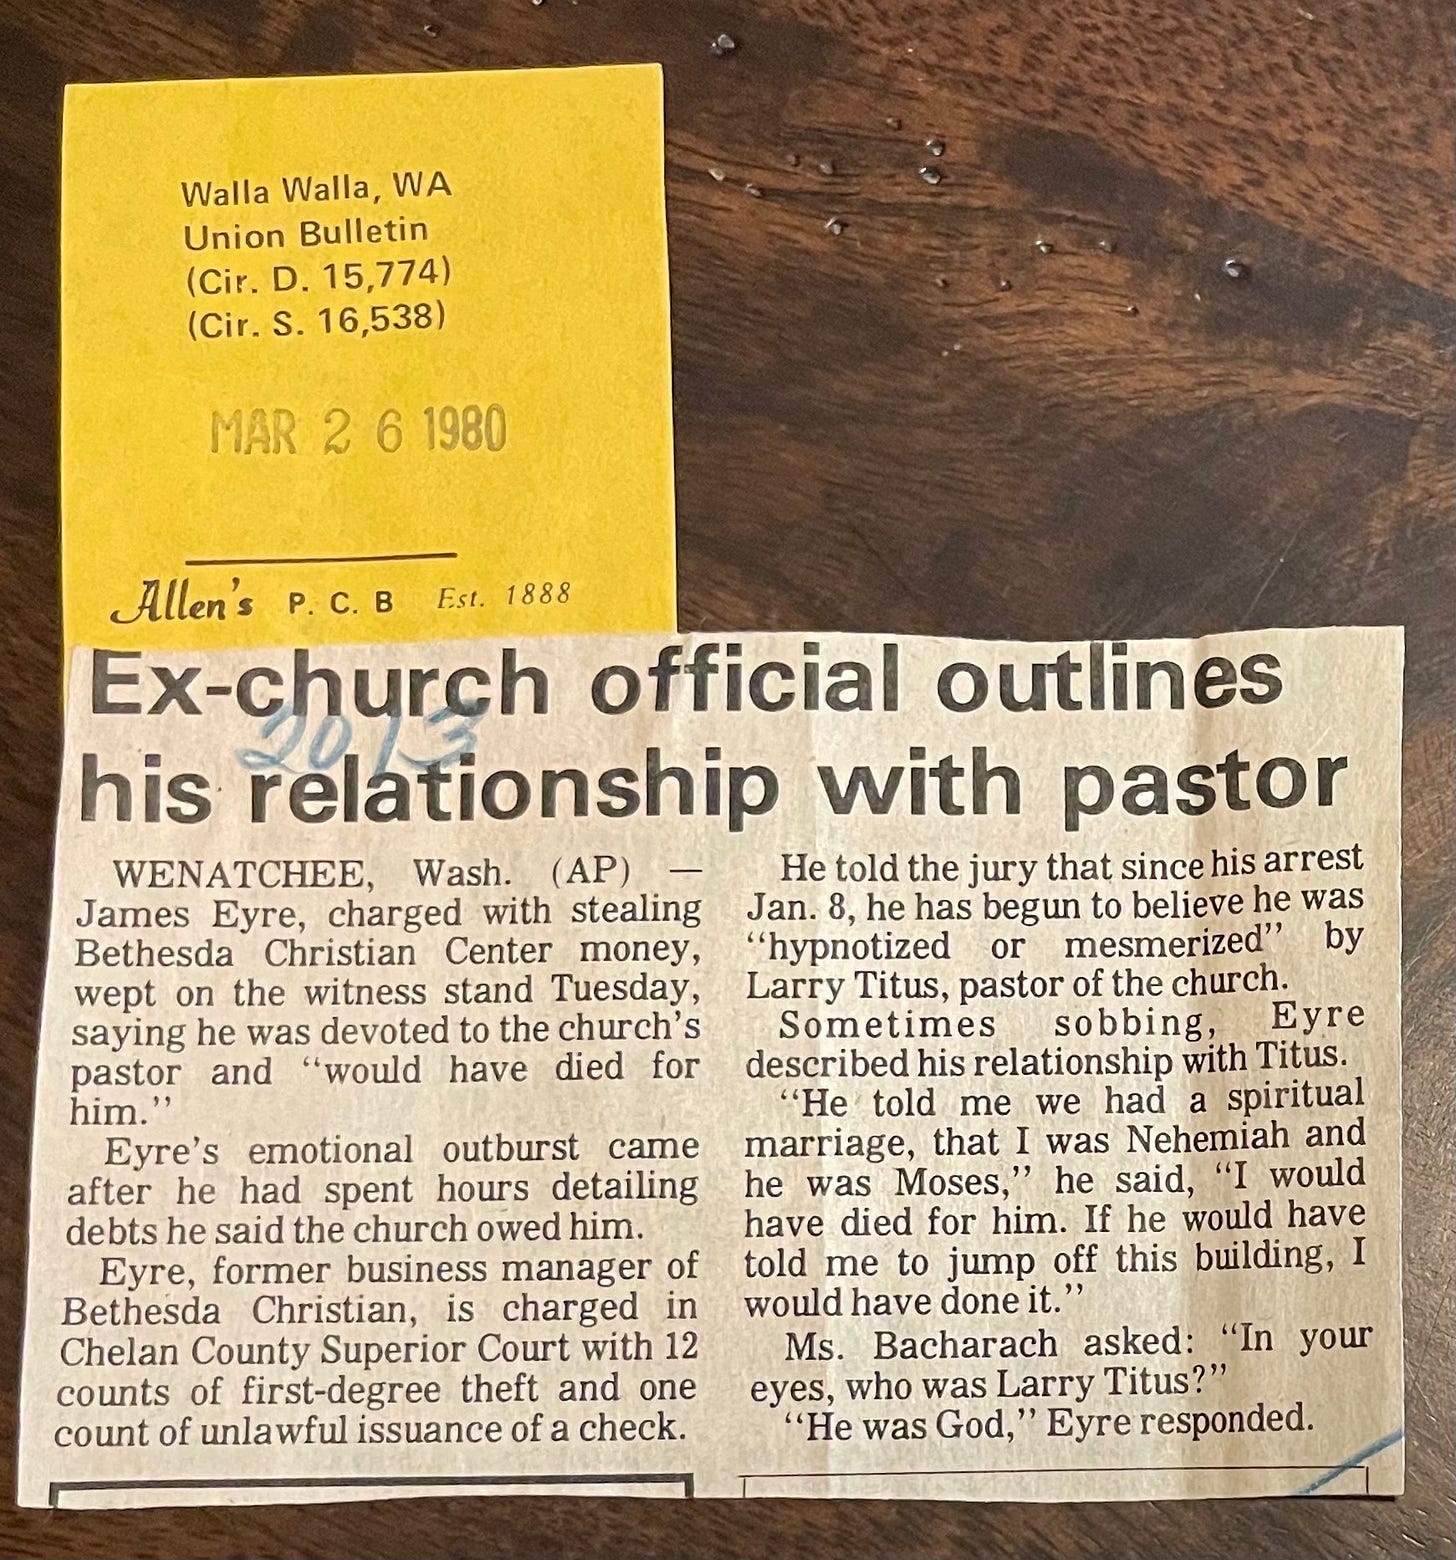 Walla Walla, WA
Union Bulletin
(Cir. D. 15,774)
(Cir. S. 16,538)
MAR 26 1980
Allen's P. C. B Est. 1888
Ex-church official outlines
2013
his relationship with pastor
WENATCHEE, Wash. (AP) —
James Eyre, charged with stealing
Bethesda Christian Center money,
wept on the witness stand Tuesday,
saying he was devoted to the church's
pastor and "would have died for
him."
Eyre's emotional outburst came
after he had spent hours detailing
debts he said the church owed him.
Eyre, former business manager of
Bethesda Christian, is charged in
Chelan County Superior Court with 12
counts of first-degree theft and one
count of unlawful issuance of a check.
He told the jury that since his arrest
Jan. 8, he has begun to believe he was
"hypnotized or mesmerized" by
Larry Titus, pastor of the church.
Sometimes sobbing, Eyre
described his relationship with Titus.
"He told me we had a spiritual
marriage, that I was Nehemiah and
he was Moses," he said, "I would
have died for him. If he would have
told me to jump off this building, I
would have done it."
Ms. Bacharach asked: "In your
eyes, who was Larry Titus?"
"He was God," Eyre responded.